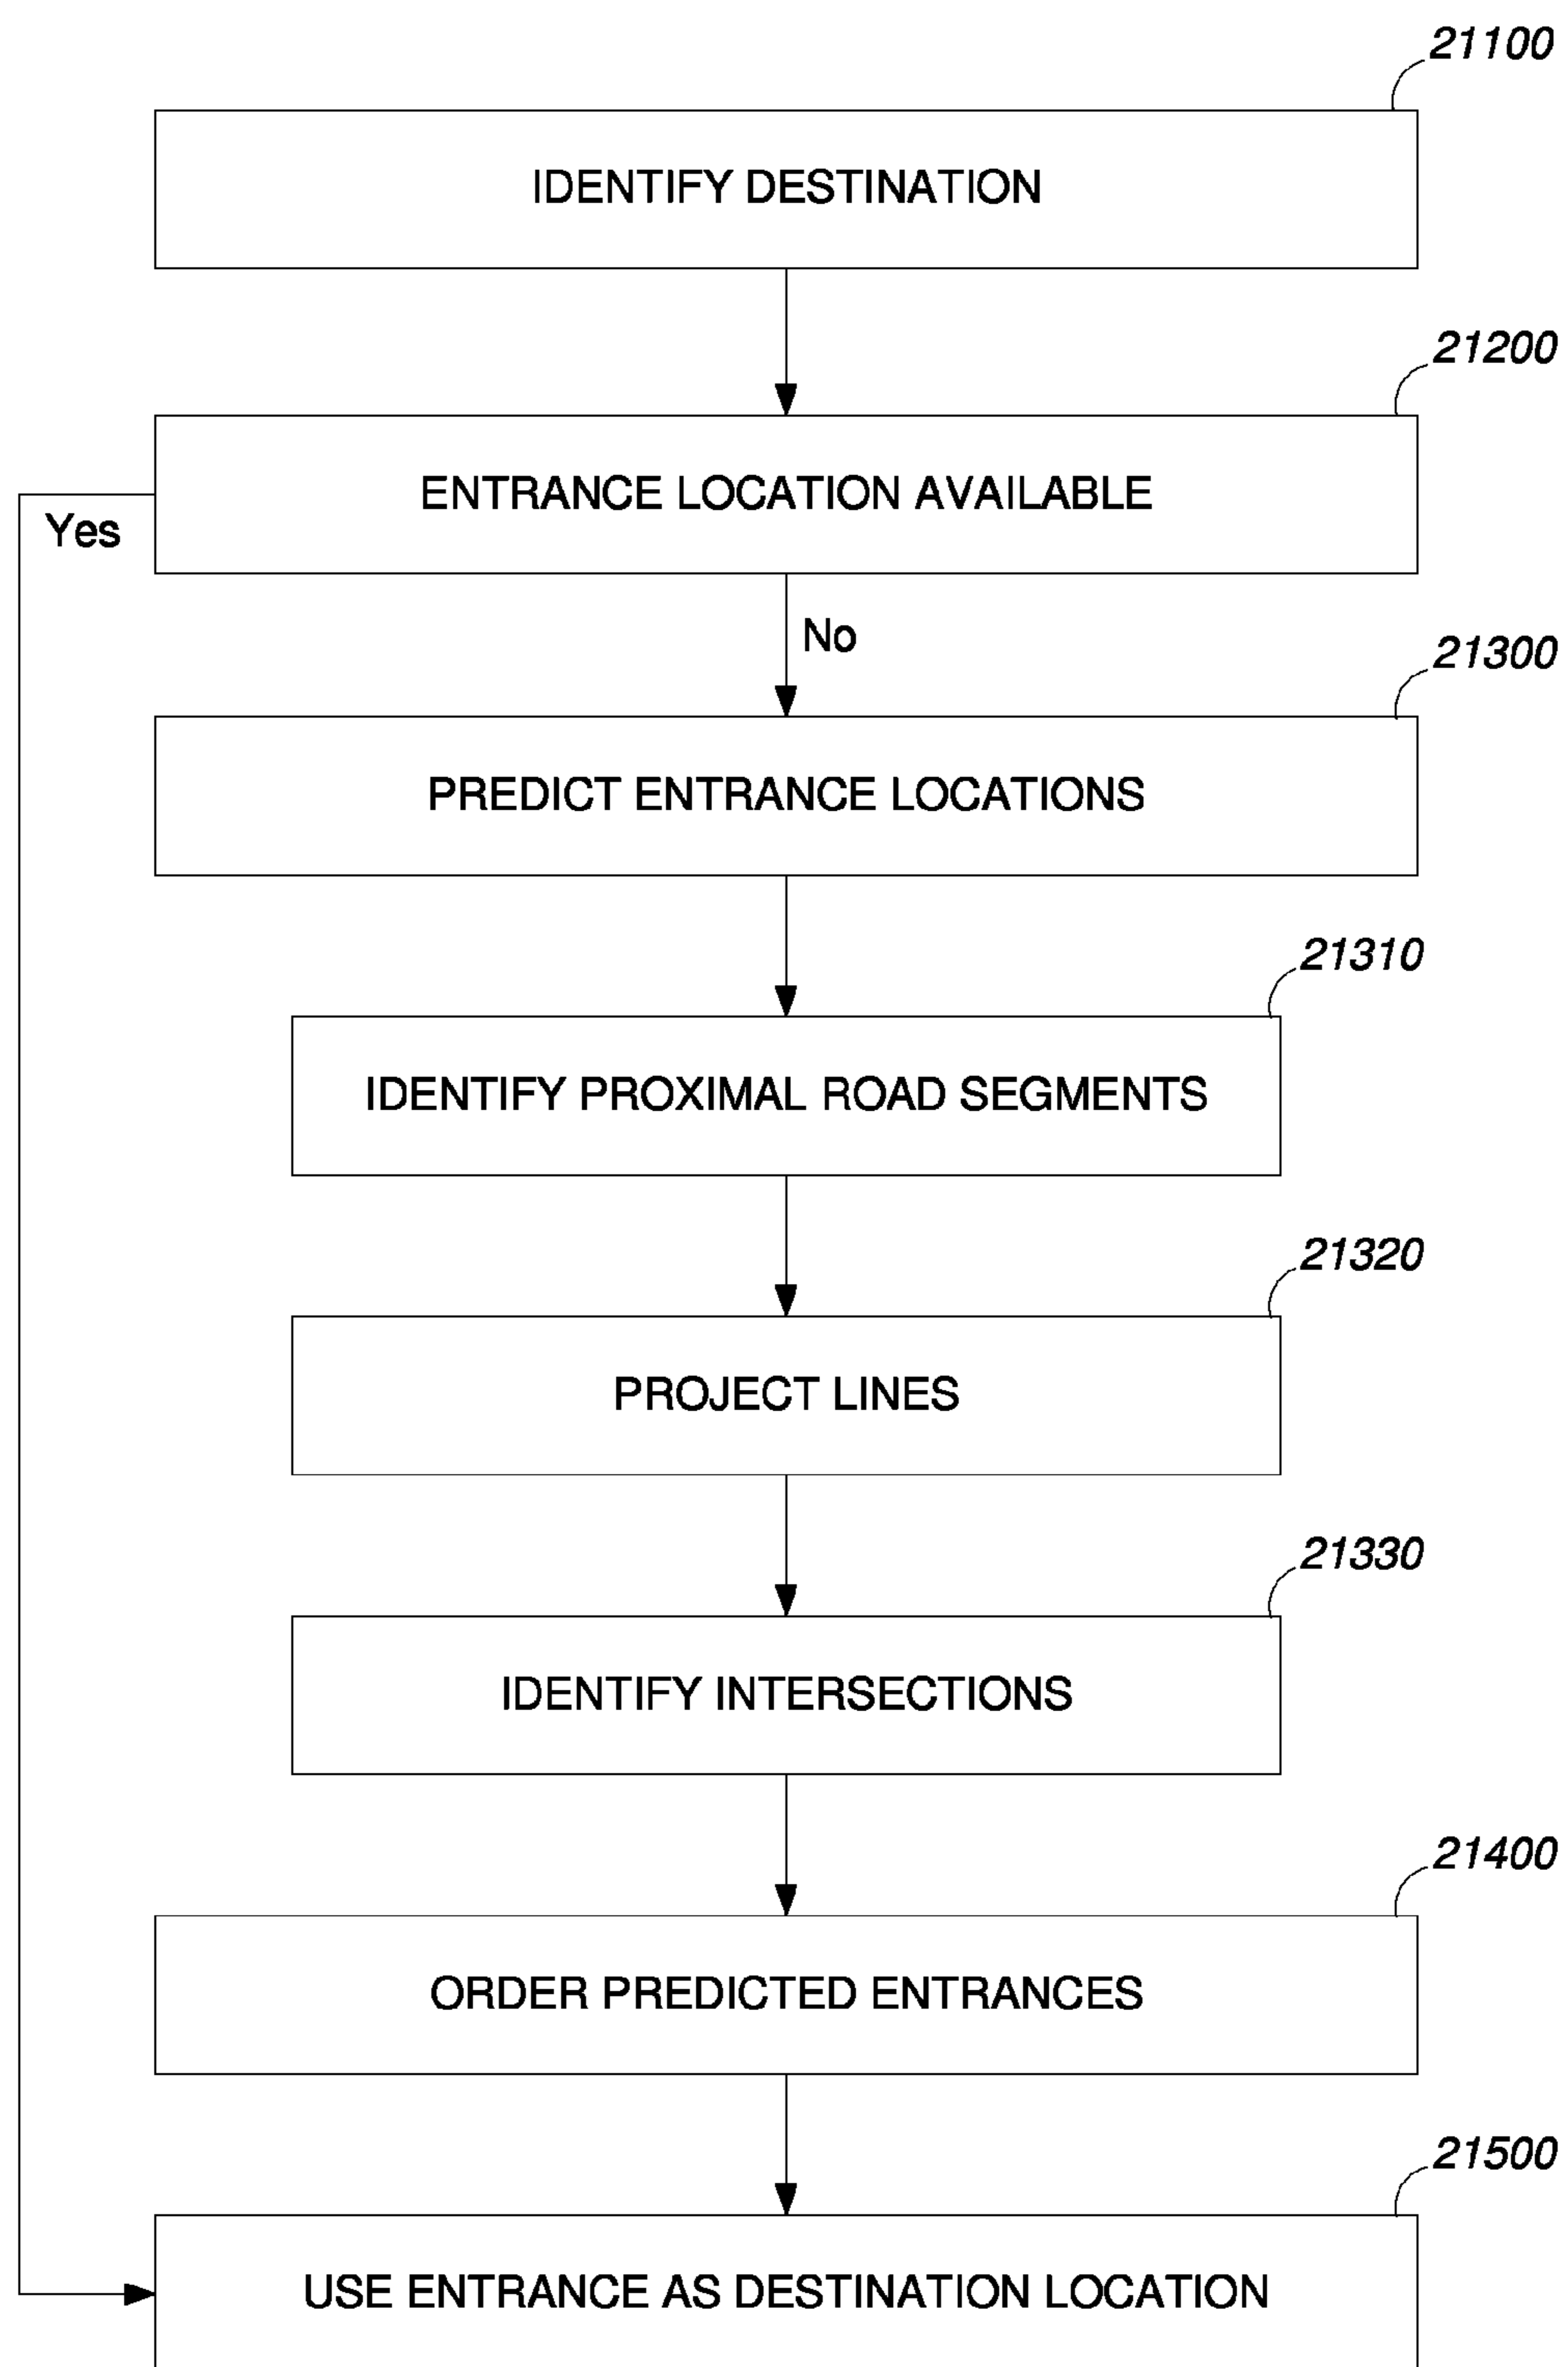 21100
IDENTIFY DESTINATION
21200
ENTRANCE LOCATION AVAILABLE
Yes
No
21300
PREDICT ENTRANCE LOCATIONS
21310
IDENTIFY PROXIMAL ROAD SEGMENTS
21320
PROJECT LINES
21330
IDENTIFY INTERSECTIONS
21400
ORDER PREDICTED ENTRANCES
21500
USE ENTRANCE AS DESTINATION LOCATION